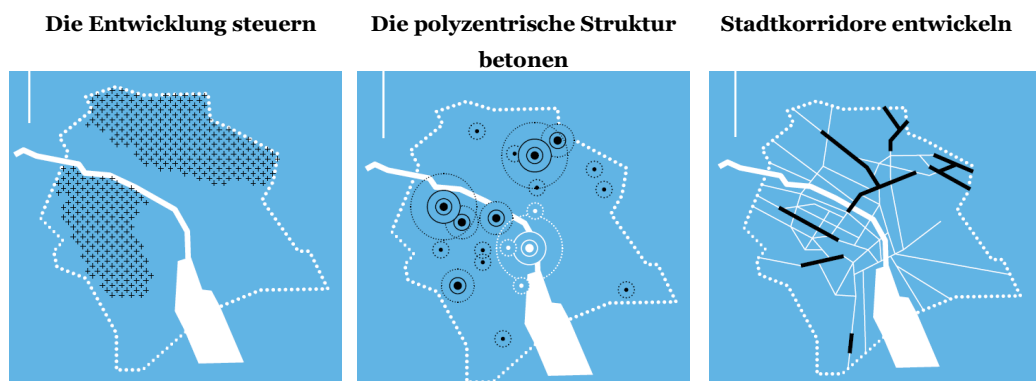 Die Entwicklung steuern
Die polyzentrische Struktur
betonen
Stadtkorridore entwickeln